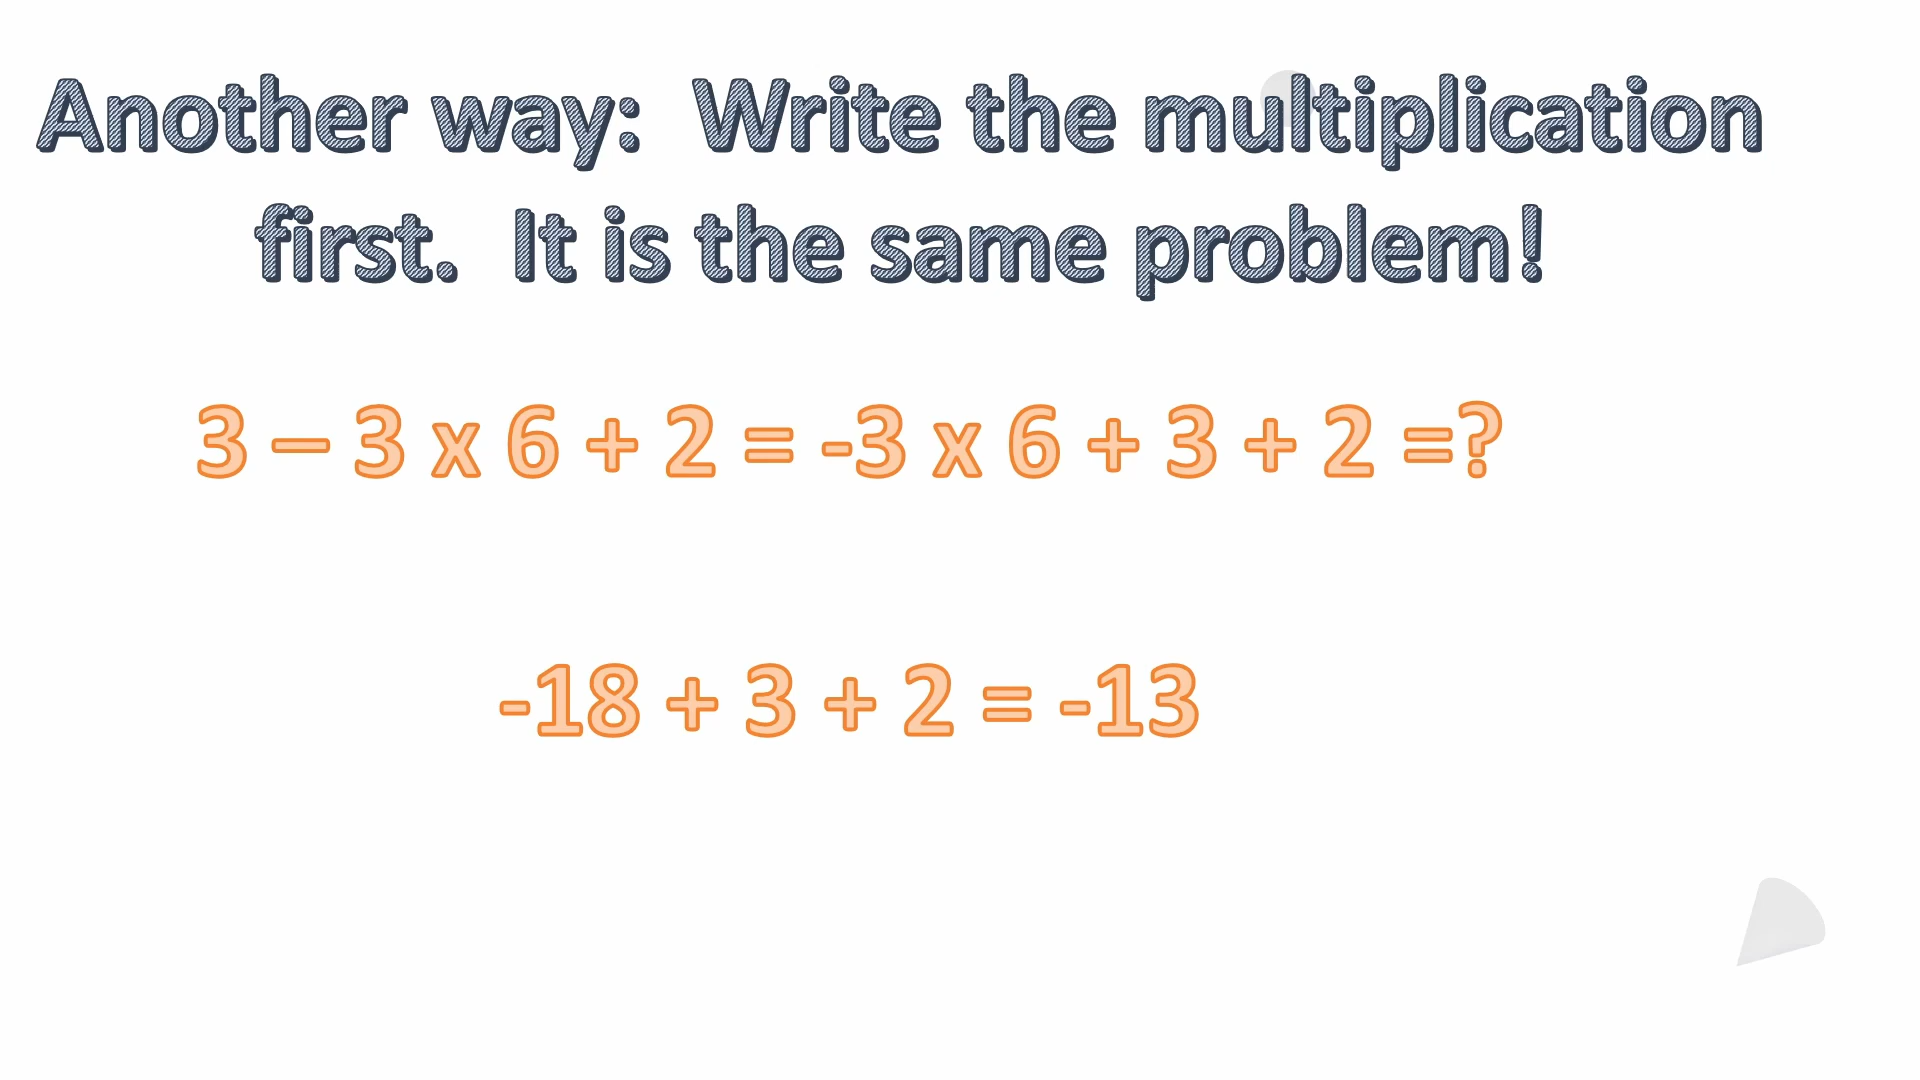 Another way:  Write the multiplication
first.  It is the same problem!
3 – 3 x 6 + 2 = -3 x 6 + 3 + 2 =?
-18 + 3 + 2 = -13